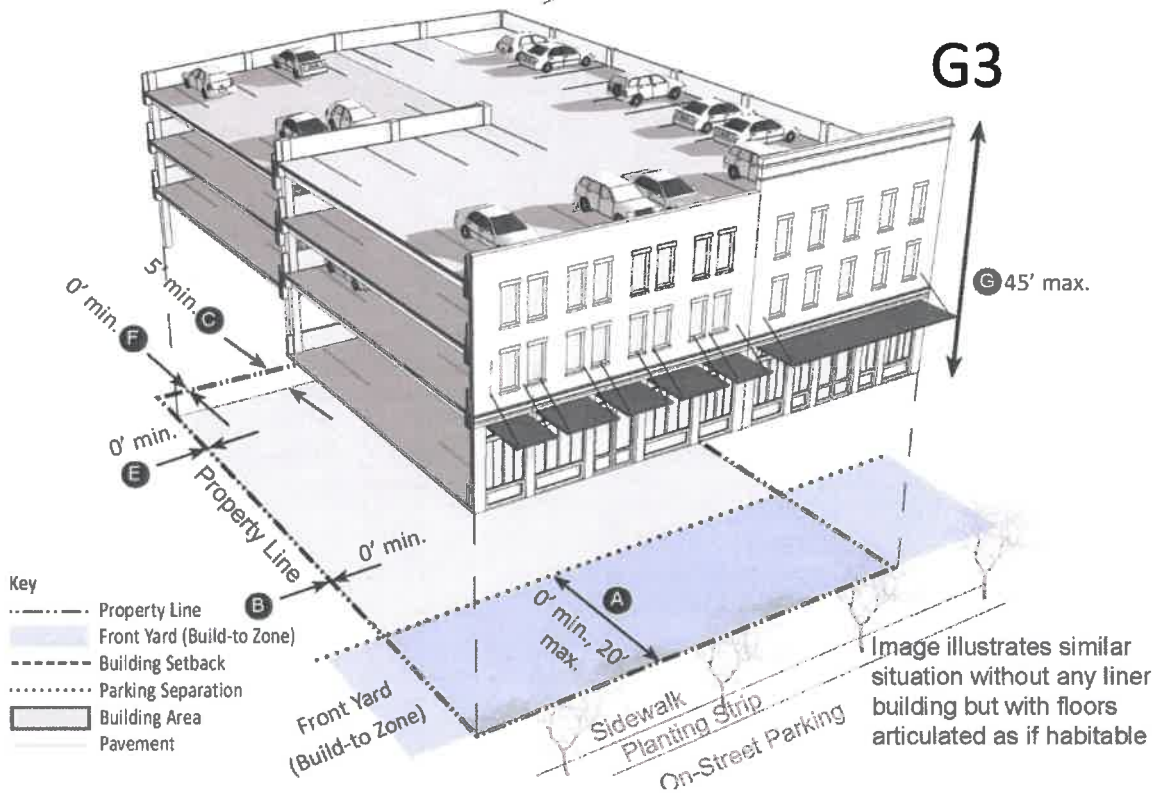 G3
G 45' max.
5' min.
C
0' min.
F
0' min.
E
Property Line
0' min.
B
A
0' min., 20'
max.
Key
Property Line
Front Yard (Build-to Zone)
Building Setback
Parking Separation
Building Area
Pavement
Front Yard
(Build-to Zone)
Sidewalk
Planting Strip
On-Street Parking
Image illustrates similar
situation without any liner
building but with floors
articulated as if habitable